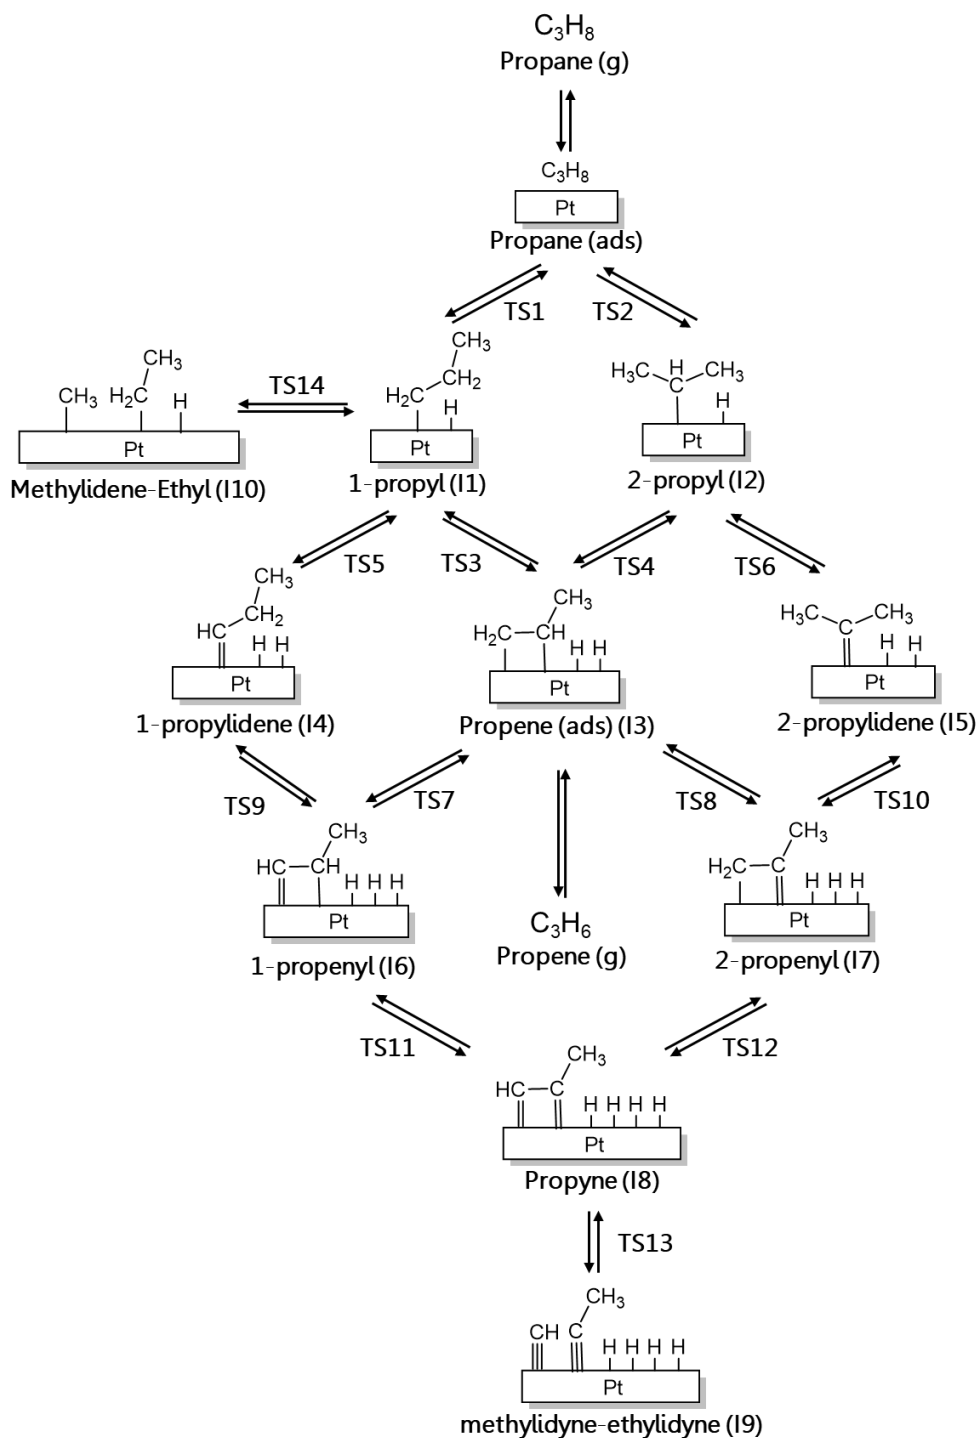 C₃H₈
Propane (g)
C₃H₈
Pt
Propane (ads)
TS1
TS2
CH₃
CH₂
H₂C
H
Pt
1-propyl (I1)
H₃C
H
C
CH₃
H
Pt
2-propyl (I2)
TS14
CH₃
CH₃
H₂C
H
Pt
Methylidene-Ethyl (I10)
TS5
TS3
TS4
TS6
CH₃
CH₂
HC
H H
Pt
1-propylidene (I4)
CH₃
H₂C
CH
H H
Pt
Propene (ads) (I3)
H₃C
CH₃
C
H H
Pt
2-propylidene (I5)
TS9
TS7
TS8
TS10
CH₃
HC
CH
H H H
Pt
1-propenyl (I6)
C₃H₆
Propene (g)
CH₃
H₂C
C
H H H
Pt
2-propenyl (I7)
TS11
TS12
CH₃
HC
C
H H H H
Pt
Propyne (I8)
TS13
CH₃
CH
C
H H H H
Pt
methylidyne-ethylidyne (I9)